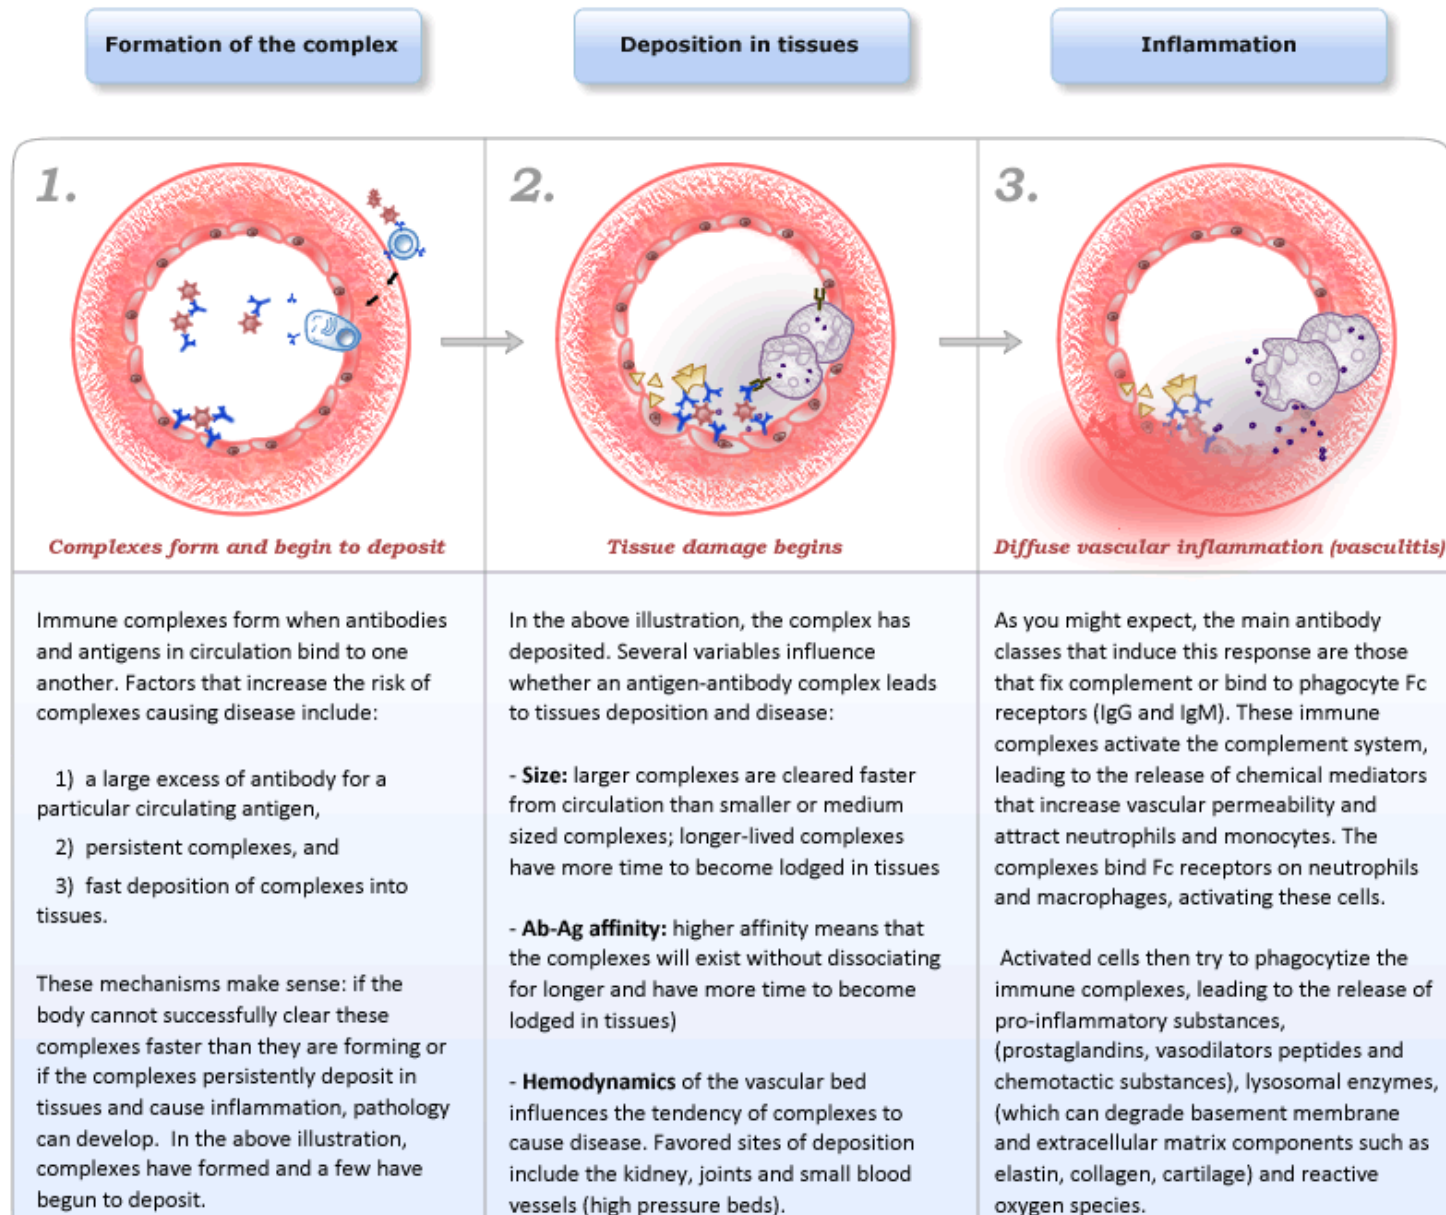 Formation of the complex
Deposition in tissues
Inflammation
1.
Complexes form and begin to deposit
Immune complexes form when antibodies
and antigens in circulation bind to one
another. Factors that increase the risk of
complexes causing disease include:
1) a large excess of antibody for a
particular circulating antigen,
2) persistent complexes, and
3) fast deposition of complexes into
tissues.
These mechanisms make sense: if the
body cannot successfully clear these
complexes faster than they are forming or
if the complexes persistently deposit in
tissues and cause inflammation, pathology
can develop. In the above illustration,
complexes have formed and a few have
begun to deposit.
2.
Tissue damage begins
In the above illustration, the complex has
deposited. Several variables influence
whether an antigen-antibody complex leads
to tissues deposition and disease:
- Size: larger complexes are cleared faster
from circulation than smaller or medium
sized complexes; longer-lived complexes
have more time to become lodged in tissues
- Ab-Ag affinity: higher affinity means that
the complexes will exist without dissociating
for longer and have more time to become
lodged in tissues)
- Hemodynamics of the vascular bed
influences the tendency of complexes to
cause disease. Favored sites of deposition
include the kidney, joints and small blood
vessels (high pressure beds).
3.
Diffuse vascular inflammation (vasculitis)
As you might expect, the main antibody
classes that induce this response are those
that fix complement or bind to phagocyte Fc
receptors (IgG and IgM). These immune
complexes activate the complement system,
leading to the release of chemical mediators
that increase vascular permeability and
attract neutrophils and monocytes. The
complexes bind Fc receptors on neutrophils
and macrophages, activating these cells.
Activated cells then try to phagocytize the
immune complexes, leading to the release of
pro-inflammatory substances,
(prostaglandins, vasodilators peptides and
chemotactic substances), lysosomal enzymes,
(which can degrade basement membrane
and extracellular matrix components such as
elastin, collagen, cartilage) and reactive
oxygen species.